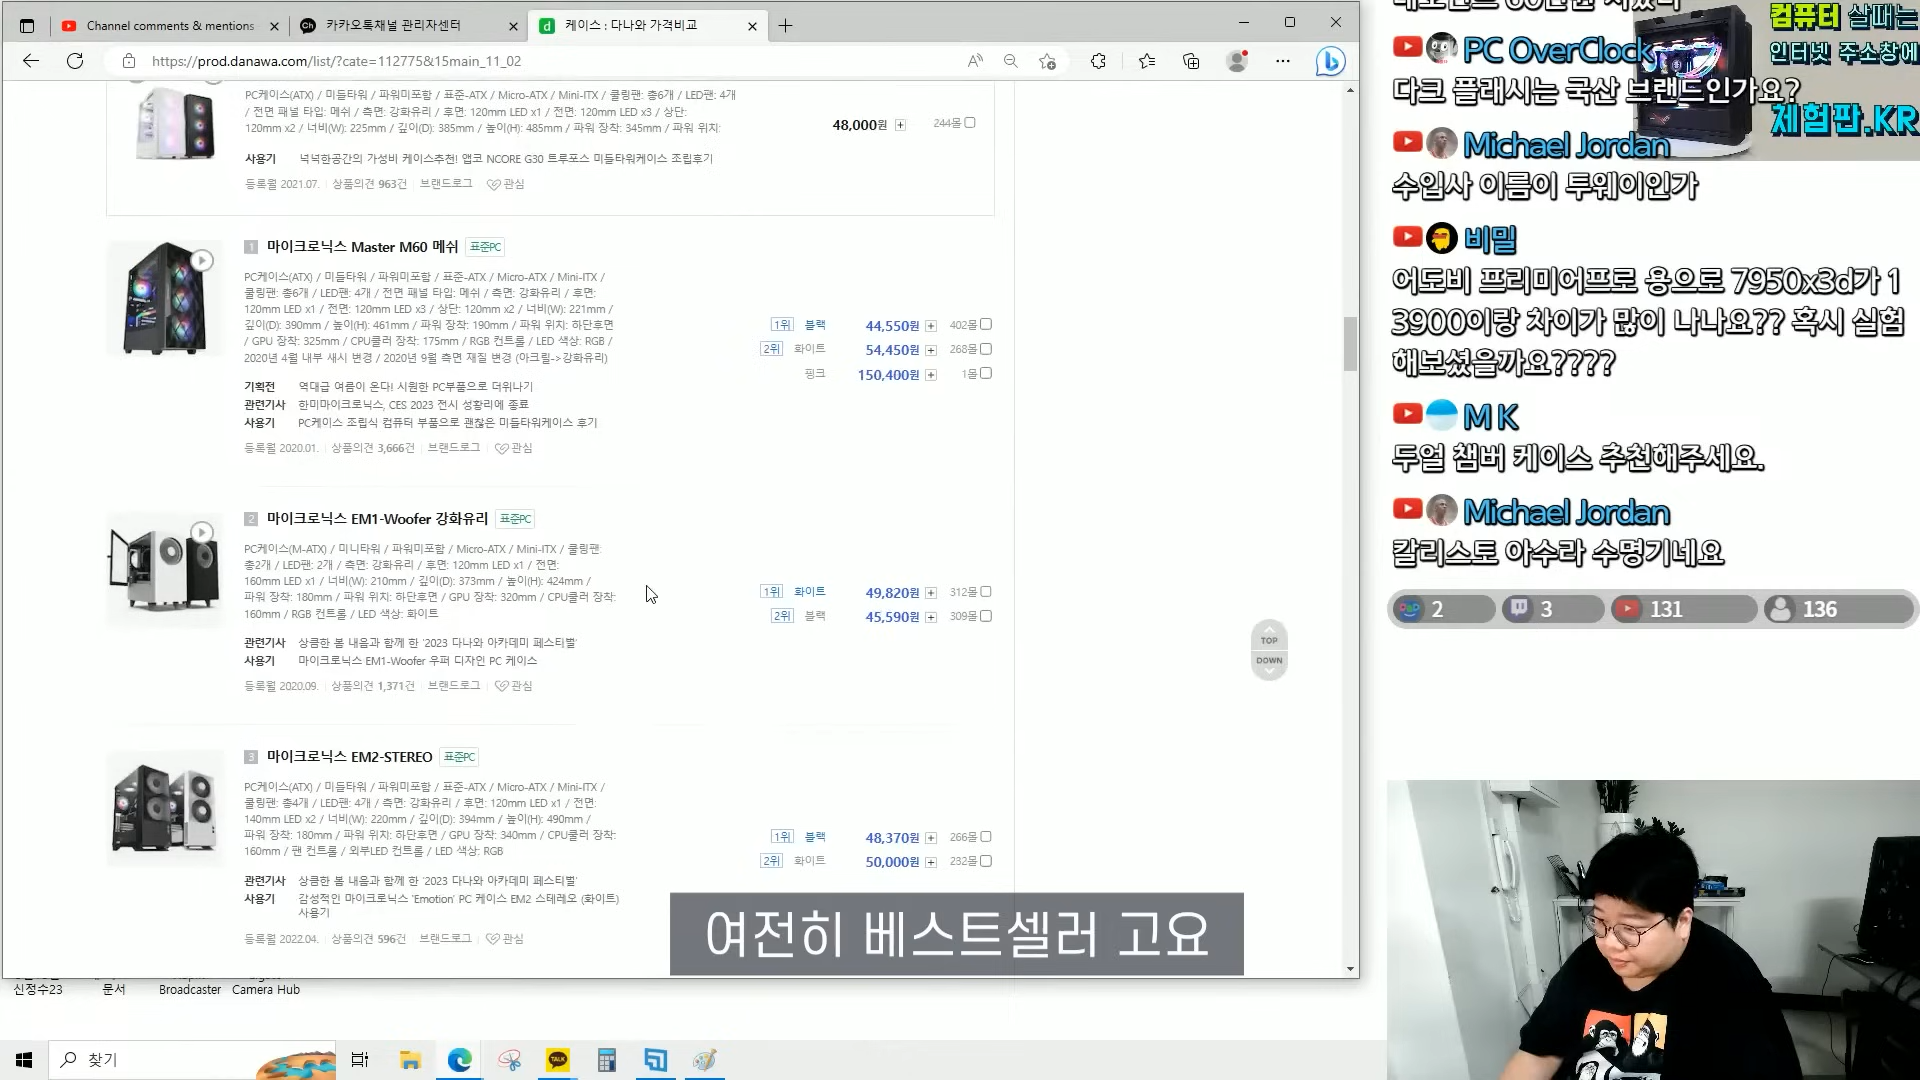 Channel comments & mentions
카카오톡채널 관리자센터
케이스 : 다나와 가격비교
https://prod.danawa.com/list/?cate=112775&15main_11_02
PC케이스(ATX) / 미들타워 / 파워미포함 / 표준-ATX / Micro-ATX / Mini-ITX / 쿨링팬: 총6개 / LED팬: 4개
/ 전면 패널 타입: 메쉬 / 측면: 강화유리 / 후면: 120mm LED x1 / 전면: 120mm LED x3 / 상단:
120mm x2 / 너비(W): 225mm / 깊이(D): 385mm / 높이(H): 485mm / 파워 장착: 345mm / 파워 위치:
48,000원
244몰
사용기 넉넉한공간의 가성비 케이스추천! 앱코 NCORE G30 트루포스 미들타워케이스 조립후기
등록월 2021.07. 상품의견 963건 브랜드로그 관심
1 마이크로닉스 Master M60 메쉬 표준PC
PC케이스(ATX) / 미들타워 / 파워미포함 / 표준-ATX / Micro-ATX / Mini-ITX /
쿨링팬: 총6개 / LED팬: 4개 / 전면 패널 타입: 메쉬 / 측면: 강화유리 / 후면:
120mm LED x1 / 전면: 120mm LED x3 / 상단: 120mm x2 / 너비(W): 221mm /
깊이(D): 390mm / 높이(H): 461mm / 파워 장착: 190mm / 파워 위치: 하단후면
/ GPU 장착: 325mm / CPU쿨러 장착: 175mm / RGB 컨트롤 / LED 색상: RGB /
2020년 4월 내부 섀시 변경 / 2020년 9월 측면 재질 변경 (아크릴->강화유리)
1위 블랙 44,550원 402몰
2위 화이트 54,450원 268몰
핑크 150,400원 1몰
기획전 역대급 여름이 온다! 시원한 PC부품으로 더위나기
관련기사 한미마이크로닉스, CES 2023 전시 성황리에 종료
사용기 PC케이스 조립식 컴퓨터 부품으로 괜찮은 미들타워케이스 후기
등록월 2020.01. 상품의견 3,666건 브랜드로그 관심
2 마이크로닉스 EM1-Woofer 강화유리 표준PC
PC케이스(M-ATX) / 미니타워 / 파워미포함 / Micro-ATX / Mini-ITX / 쿨링팬:
총2개 / LED팬: 2개 / 측면: 강화유리 / 후면: 120mm LED x1 / 전면:
160mm LED x1 / 너비(W): 210mm / 깊이(D): 373mm / 높이(H): 424mm /
파워 장착: 180mm / 파워 위치: 하단후면 / GPU 장착: 320mm / CPU쿨러 장착:
160mm / RGB 컨트롤 / LED 색상: 화이트
1위 화이트 49,820원 312몰
2위 블랙 45,590원 309몰
관련기사 상큼한 봄 내음과 함께 한 '2023 다나와 아카데미 페스티벌'
사용기 마이크로닉스 EM1-Woofer 우퍼 디자인 PC 케이스
등록월 2020.09. 상품의견 1,371건 브랜드로그 관심
3 마이크로닉스 EM2-STEREO 표준PC
PC케이스(ATX) / 미들타워 / 파워미포함 / 표준-ATX / Micro-ATX / Mini-ITX /
쿨링팬: 총4개 / LED팬: 4개 / 측면: 강화유리 / 후면: 120mm LED x1 / 전면:
140mm LED x2 / 너비(W): 220mm / 깊이(D): 394mm / 높이(H): 490mm /
파워 장착: 180mm / 파워 위치: 하단후면 / GPU 장착: 340mm / CPU쿨러 장착:
160mm / 팬 컨트롤 / 외부LED 컨트롤 / LED 색상: RGB
1위 블랙 48,370원 266몰
2위 화이트 50,000원 232몰
관련기사 상큼한 봄 내음과 함께 한 '2023 다나와 아카데미 페스티벌'
사용기 감성적인 마이크로닉스 'Emotion' PC 케이스 EM2 스테레오 (화이트)
사용기
등록월 2022.04. 상품의견 596건 브랜드로그 관심
TOP
DOWN
여전히 베스트셀러 고요
신정수23
문서
Broadcaster
Camera Hub
찾기
TALK
컴퓨터 살때는
인터넷 주소창에
체험판.KR
PC OverClock
다크 플래시는 국산 브랜드인가요?
Michael Jordan
수입사 이름이 투웨이인가
비밀
어도비 프리미어프로 용으로 7950x3d가 1
3900이랑 차이가 많이 나나요?? 혹시 실험
해보셨을까요????
M K
두얼 챔버 케이스 추천해주세요.
Michael Jordan
칼리스토 아수라 수명기네요
2
3
131
136